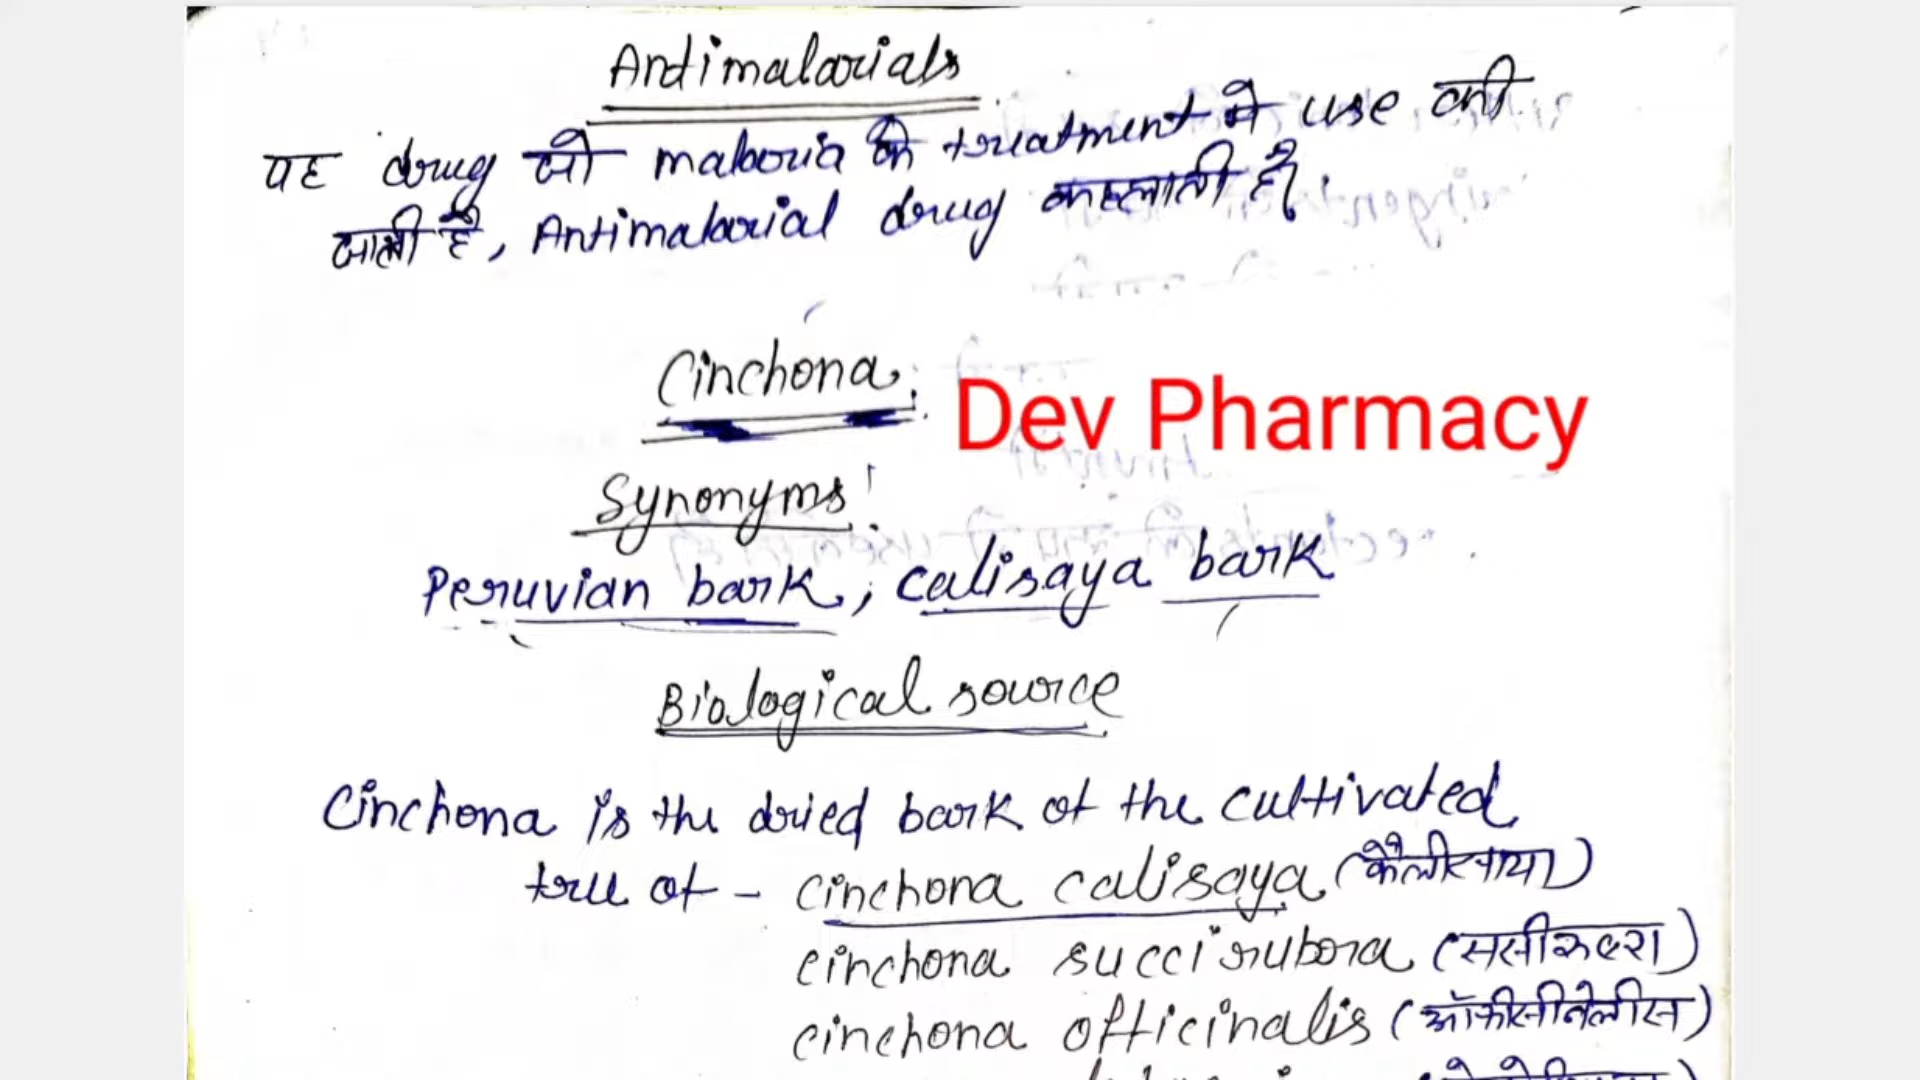 Antimalarials
यह drug जो malaria के treatment मे use की
जाती है, Antimalarial drug कहलाती है।
Cinchona
Dev Pharmacy
Synonyms
Peruvian bark, calisaya bark
Biological source
Cinchona is the dried bark of the cultivated
tree of - cinchona calisaya (कैलीसाया)
cinchona succirubra (ससीरूबरा)
cinchona officinalis (ऑफीसीनेलीस)